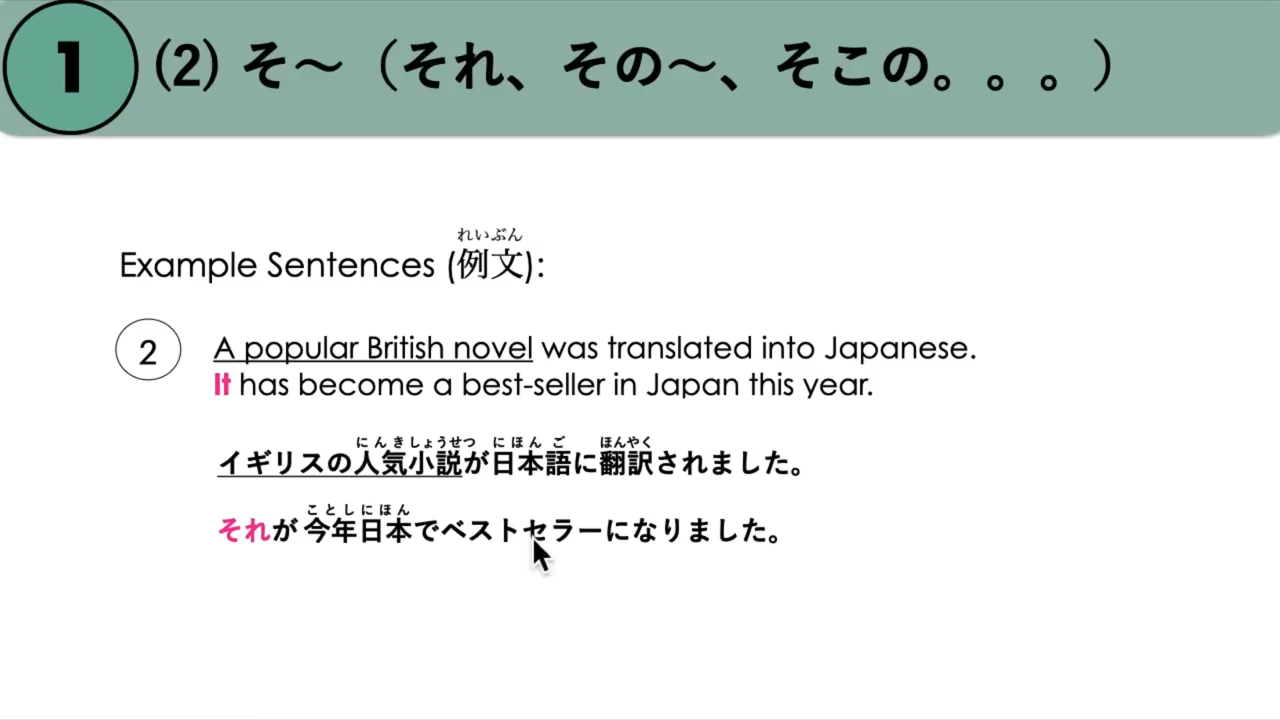 1 (2) そ～（それ、その～、そこの。。。）
れいぶん
Example Sentences (例文):
2 A popular British novel was translated into Japanese.
It has become a best-seller in Japan this year.
にんきしょうせつ にほんご ほんやく
イギリスの人気小説が日本語に翻訳されました。
ことしにほん
それが今年日本でベストセラーになりました。